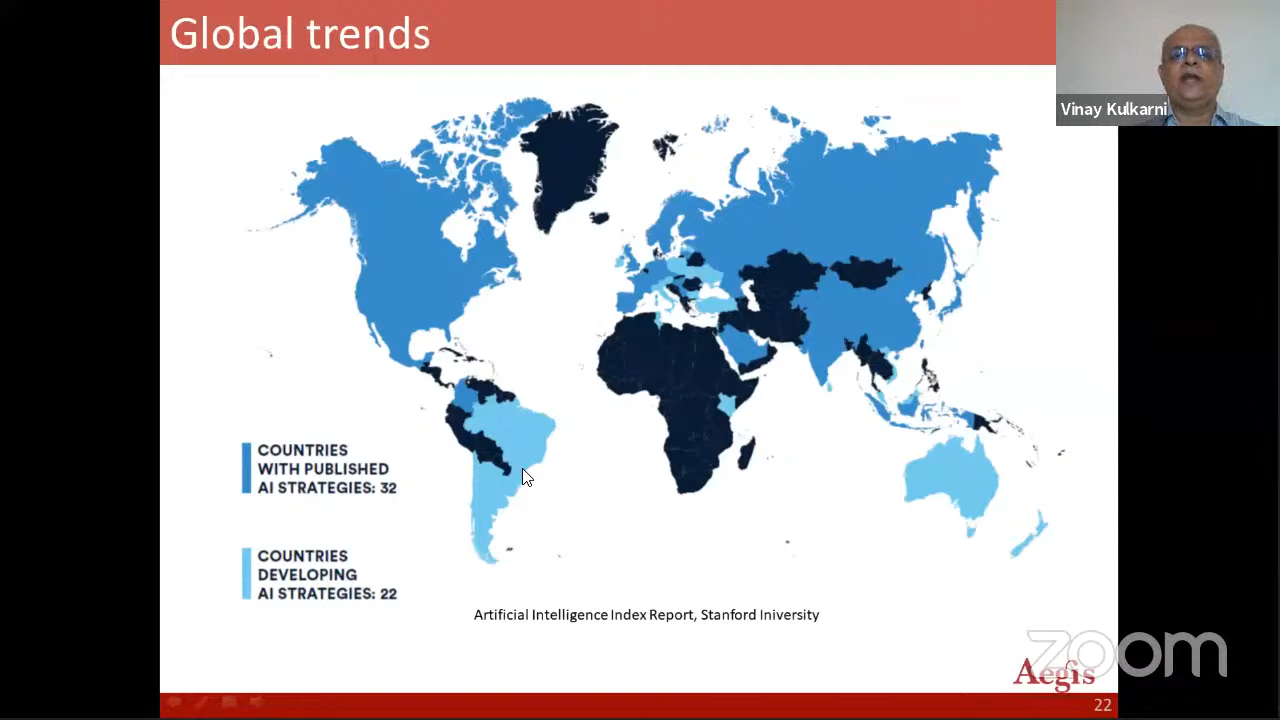 Global trends
Vinay Kulkarni
COUNTRIES
WITH PUBLISHED
AI STRATEGIES: 32
COUNTRIES
DEVELOPING
AI STRATEGIES: 22
Artificial Intelligence Index Report, Stanford Iniversity
zoom
Aegis
22